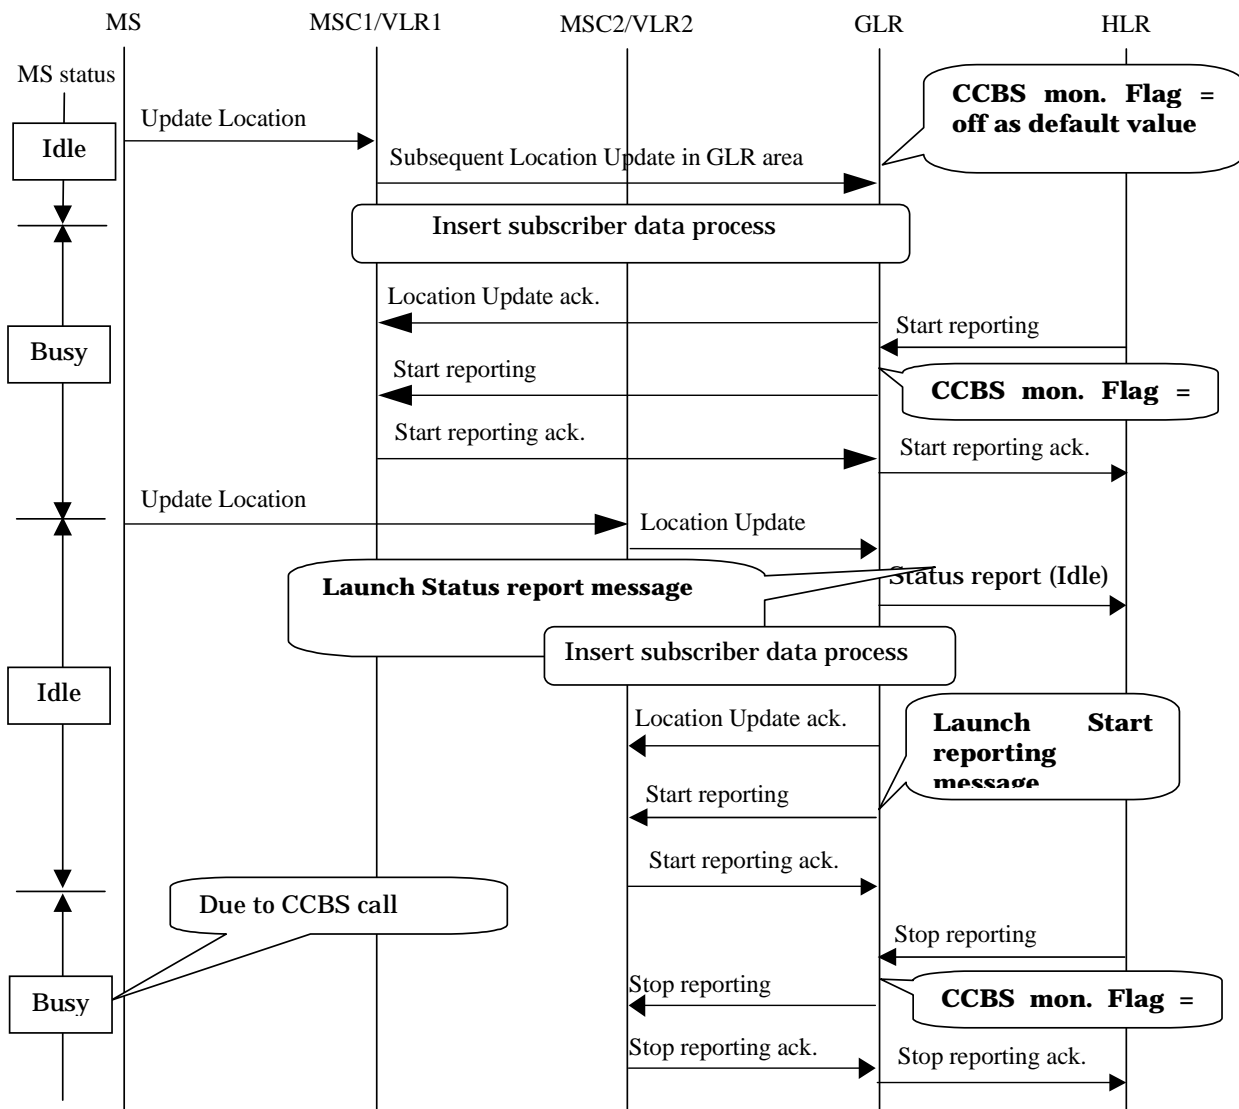 MS
MSC1/VLR1
MSC2/VLR2
GLR
HLR
MS status
CCBS mon. Flag =
off as default value
Update Location
Idle
Subsequent Location Update in GLR area
Insert subscriber data process
Location Update ack.
Start reporting
Busy
Start reporting
CCBS mon. Flag =
Start reporting ack.
Start reporting ack.
Update Location
Location Update
Launch Status report message
Status report (Idle)
Insert subscriber data process
Idle
Location Update ack.
Launch Start
reporting
message
Start reporting
Start reporting ack.
Due to CCBS call
Stop reporting
Stop reporting
Busy
CCBS mon. Flag =
Stop reporting ack.
Stop reporting ack.